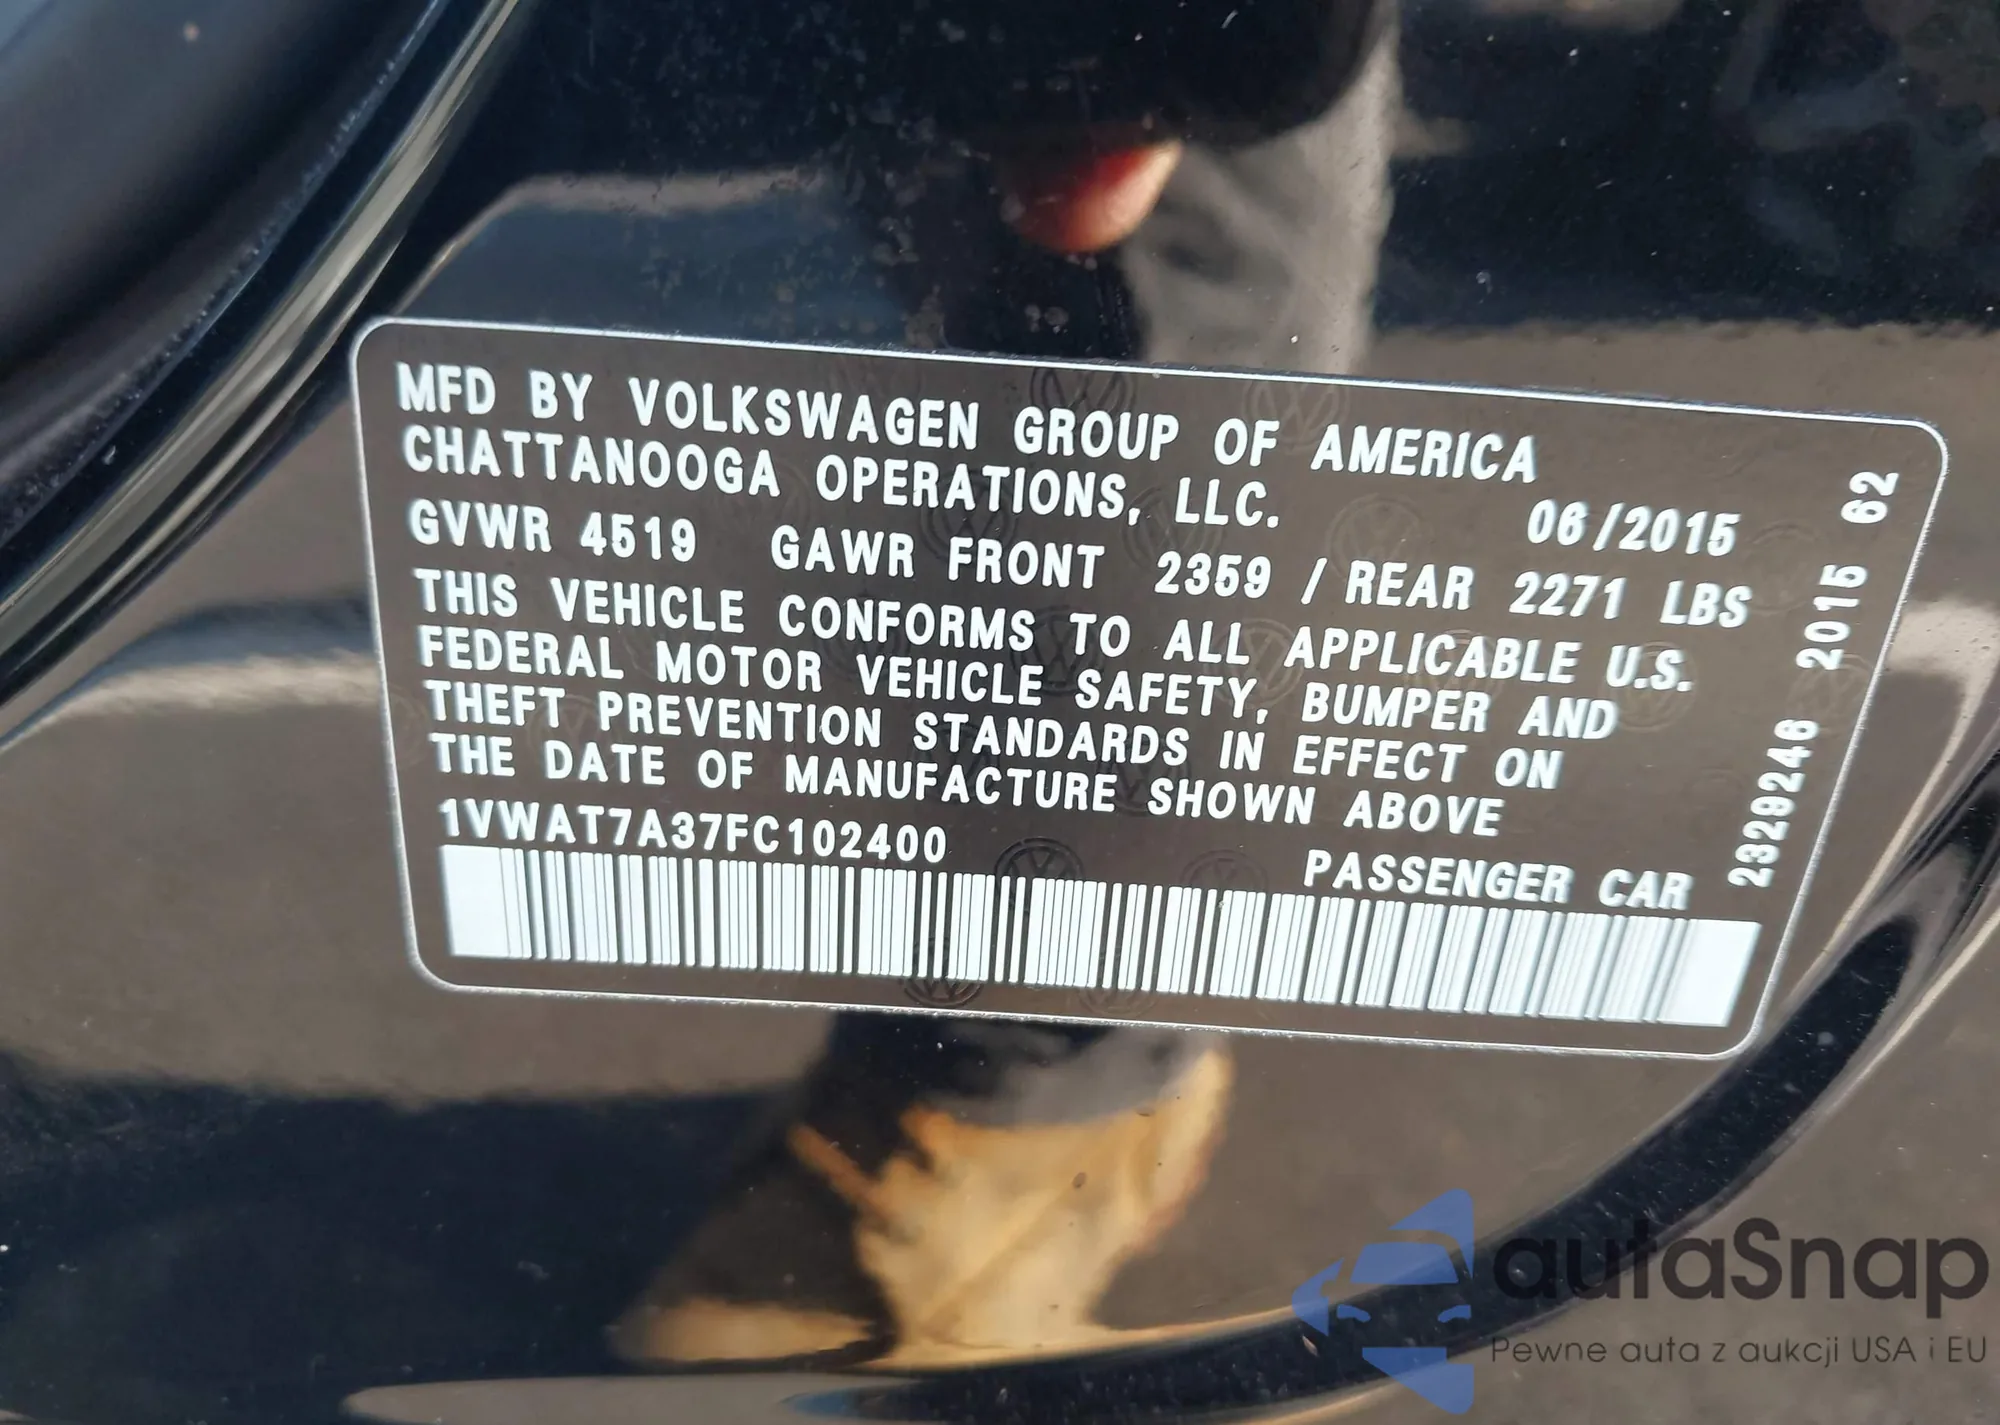 MFD BY VOLKSWAGEN GROUP OF AMERICA
CHATTANOOGA OPERATIONS, LLC.
06/2015
GVWR 4519 GAWR FRONT 2359 / REAR 2271 LBS
THIS VEHICLE CONFORMS TO ALL APPLICABLE U.S.
FEDERAL MOTOR VEHICLE SAFETY, BUMPER AND
THEFT PREVENTION STANDARDS IN EFFECT ON
THE DATE OF MANUFACTURE SHOWN ABOVE
1VWAT7A37FC102400
PASSENGER CAR
2329246 2015 62
autaSnap
Pewne auta z aukcji USA i EU